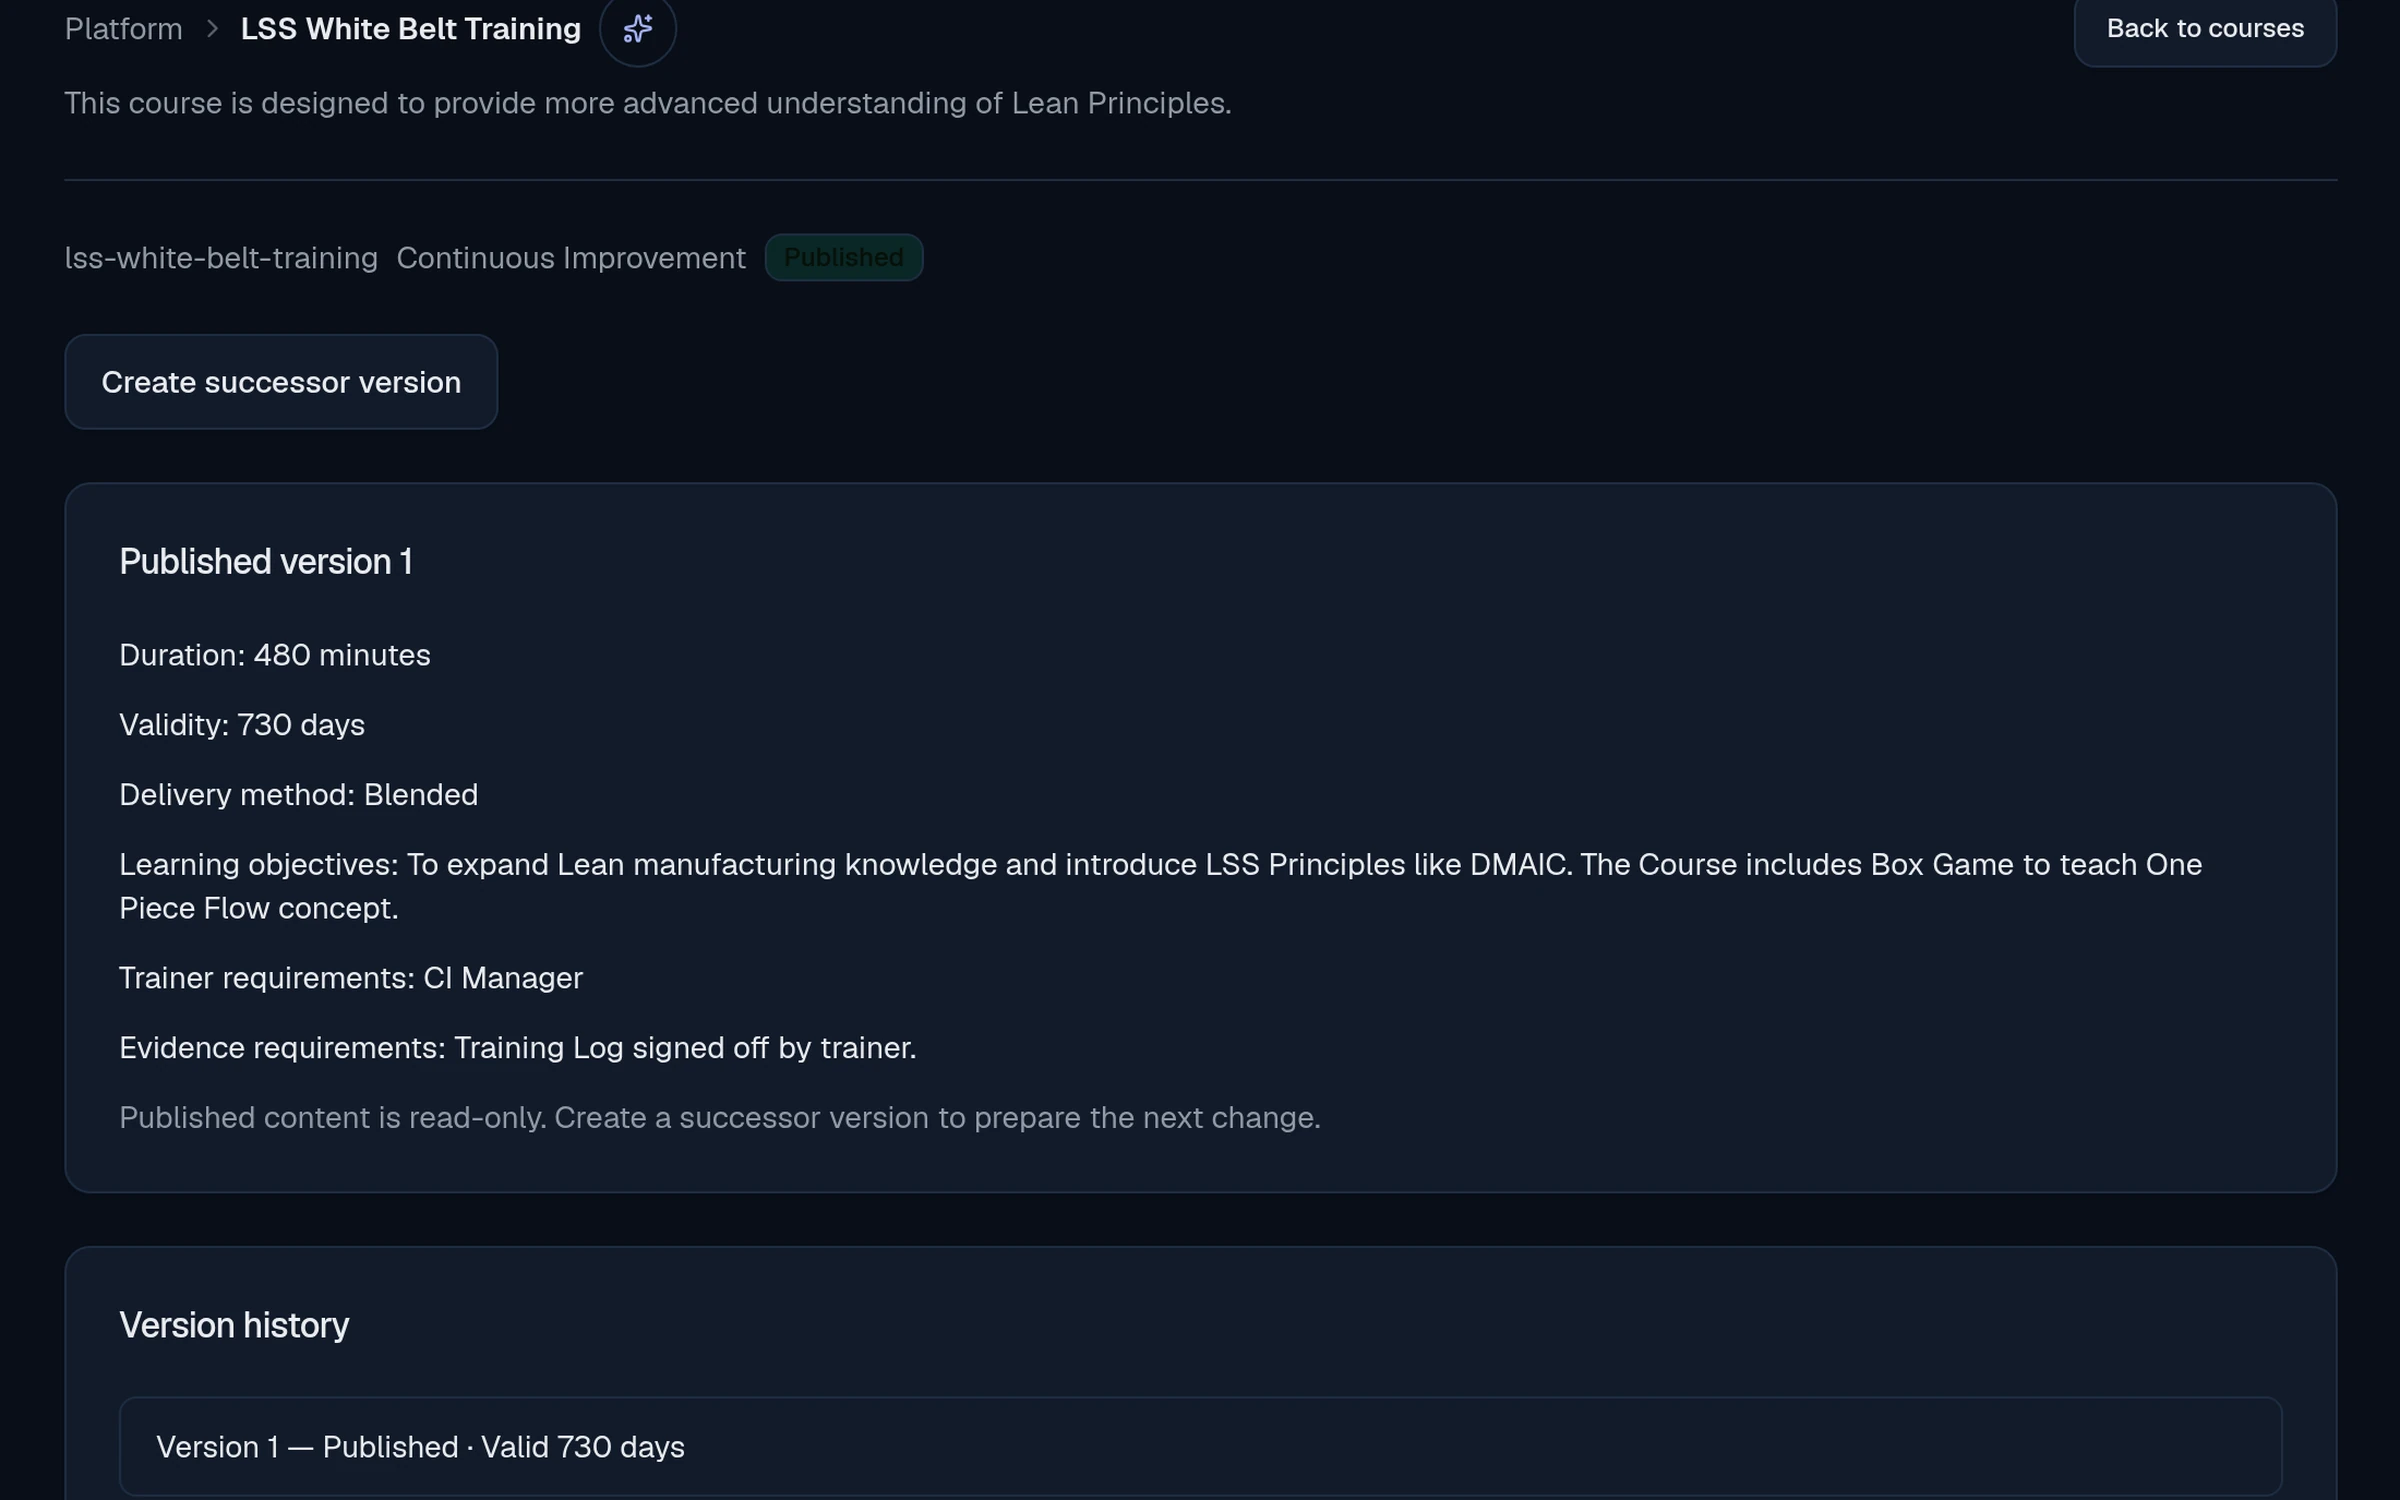 Platform > LSS White Belt Training
Back to courses
This course is designed to provide more advanced understanding of Lean Principles.
lss-white-belt-training Continuous Improvement Published
Create successor version
Published version 1
Duration: 480 minutes
Validity: 730 days
Delivery method: Blended
Learning objectives: To expand Lean manufacturing knowledge and introduce LSS Principles like DMAIC. The Course includes Box Game to teach One
Piece Flow concept.
Trainer requirements: CI Manager
Evidence requirements: Training Log signed off by trainer.
Published content is read-only. Create a successor version to prepare the next change.
Version history
Version 1 — Published · Valid 730 days